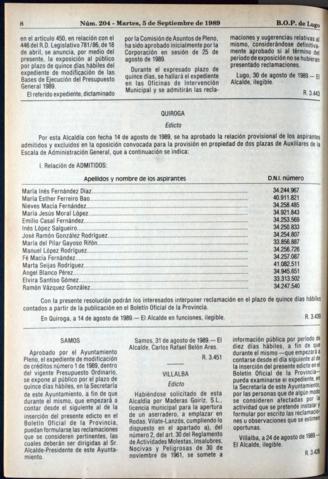 8 Núm. 204 - Martes, 5 de Septiembre de 1989 B.O.P. de Lugo
en el artículo 450, en relación con el
446 del R.D. Legislativo 781/86, de 18
de abril, se anuncia, por medio del
presente, la exposición al público
por plazo de quince días hábiles del
expediente de modificación de las
Bases de Ejecución del Presupuesto
General 1989.
El referido expediente, dictaminado
por la Comisión de Asuntos de Pleno,
ha sido aprobado inicialmente por la
Corporación en sesión de 25 de
agosto de 1989.
Durante el expresado plazo de
quince días, se hallará el expediente
en las Oficinas de Intervención
Municipal y se admitirán las recla-
maciones y sugerencias relativas al
mismo, considerándose definitiva-
mente aprobado si al término del
período de exposición no se hubieran
presentado reclamaciones.
Lugo, 30 de agosto de 1989.— El
Alcalde, ilegible.
R. 3.443
QUIROGA
Edicto
Por esta Alcaldía con fecha 14 de agosto de 1989, se ha aprobado la relación provisional de los aspirantes
admitidos y excluidos en la oposición convocada para la provisión en propiedad de dos plazas de Auxiliares de la
Escala de Administración General, que a continuación se indica:
I. Relación de ADMITIDOS:
Apellidos y nombre de los aspirantes D.N.I. número
María Inés Fernández Díaz 34.244.967
María Esther Ferreiro Bao 40.911.821
Nieves Macía Fernández 34.258.485
María Jesús Moral López 34.921.843
Emilio Casal Fernández 34.253.569
Inés López Salgueiro 34.250.833
José Ramón González Rodríguez 34.254.807
María del Pilar Gayoso Rifón 33.856.887
Manuel López Rodríguez 34.256.726
Fé Macía Fernández 34.257.087
Marta Seijas Rodríguez 41.082.511
Angel Blanco Pérez 34.945.651
Elvira Santiso Gómez 33.313.502
Ramón Vázquez González 34.247.540
Con la presente resolución podrán los interesados interponer reclamación en el plazo de quince días hábiles
contados a partir de la publicación en el Boletín Oficial de la Provincia.
En Quiroga, a 14 de agosto de 1989.— El Alcalde en funciones, ilegible. R. 3.439
SAMOS
Aprobado por el Ayuntamiento
Pleno, el expediente de modificación
de créditos número 1 de 1989, dentro
del vigente Presupuesto Ordinario,
se expone al público por el plazo de
quince días hábiles, en la Secretaría
de este Ayuntamiento, a fin de que
durante el mismo, que empezará a
contar desde el siguiente al de la
inserción del presente edicto en el
Boletín Oficial de la Provincia,
puedan formularse las reclamaciones
que se consideren pertinentes, las
cuales deberán ser dirigidas al Sr.
Alcalde-Presidente de este Ayunta-
miento.
Samos, 31 de agosto de 1989.— El
Alcalde, Carlos Rafael Belón Ares.
R. 3.451
VILLALBA
Edicto
Habiéndose solicitado de esta
Alcaldía por Maderas Goiriz, S.L.,
licencia municipal para la apertura
de un aserradero, a emplazar en
Rodas, Vilate-Lanzós, cumpliendo lo
dispuesto en el apartado a), del
número 2, del art. 30 del Reglamento
de Actividades Molestas, Insalubres,
Nocivas y Peligrosas de 30 de
noviembre de 1961, se somete a
información pública por período de
diez días hábiles, a fin de que
durante el mismo —que empezará a
contarse desde el día siguiente al de
la inserción del presente edicto en el
Boletín Oficial de la Provincia—
pueda examinarse el expediente, en
la Secretaría de este Ayuntamiento,
por las personas que de algún modo
se consideren afectadas por la
actividad que se pretende instalar y
formular por escrito las reclamacio-
nes u observaciones que se estimen
oportunas.
Villalba, a 24 de agosto de 1989.—
El Alcalde, ilegible.
R. 3.426